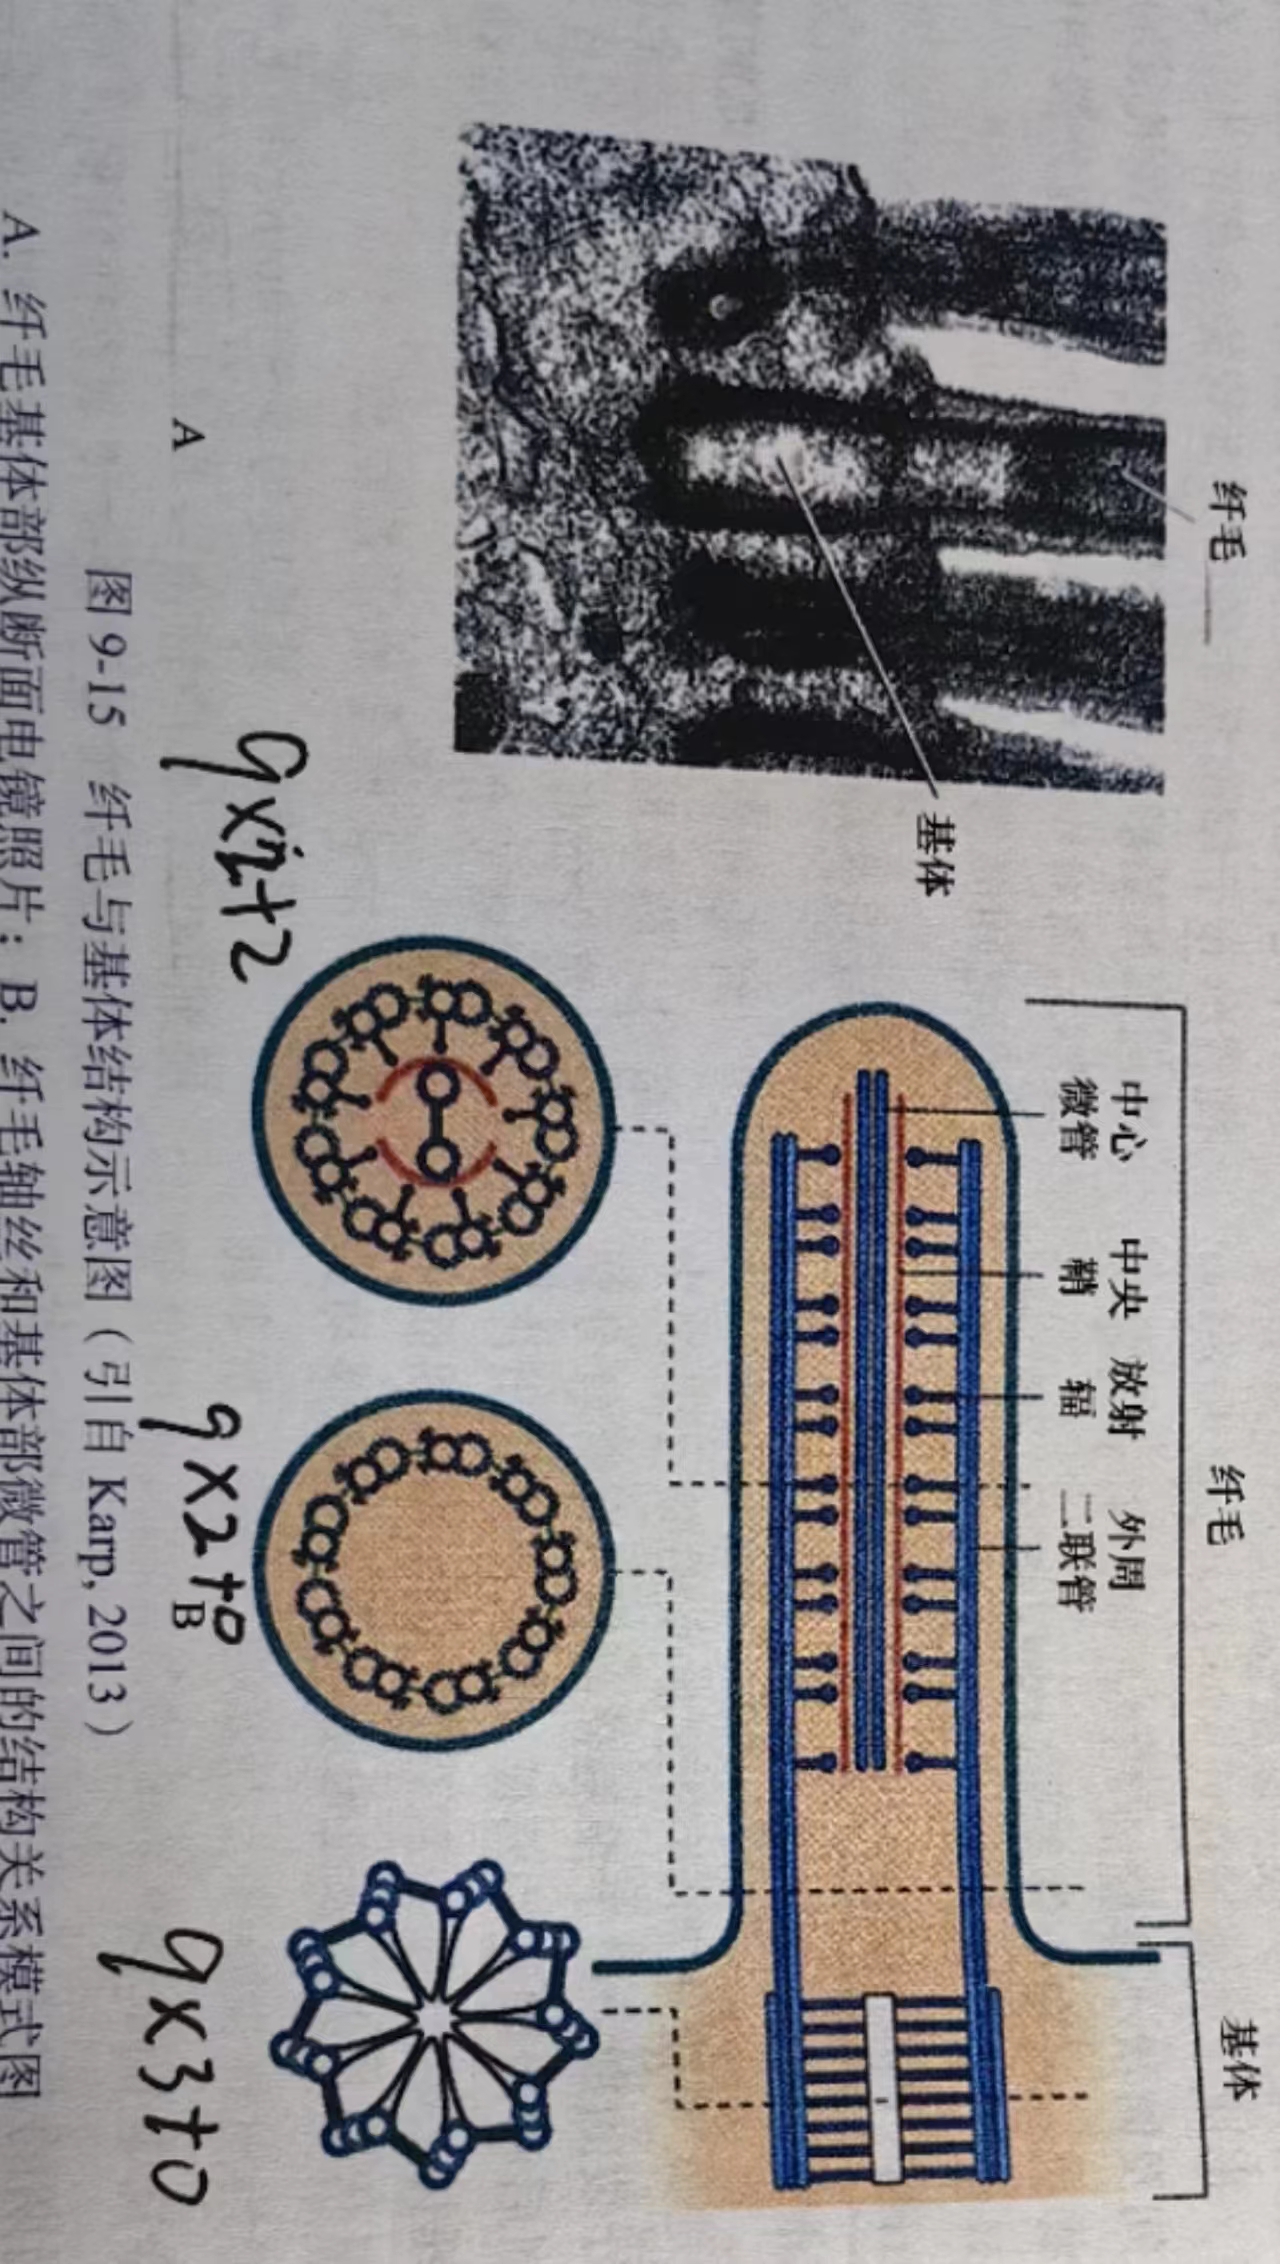 纤毛
基体
纤毛
基体
中心
微管
中央
鞘
放射
辐
外周
二联管
9×2+2
9×2+0
9×3+0
A
B
图 9-15 纤毛与基体结构示意图（引自 Karp, 2013）
A. 纤毛基体部纵断面电镜照片；B. 纤毛轴丝和基体部微管之间的结构关系模式图